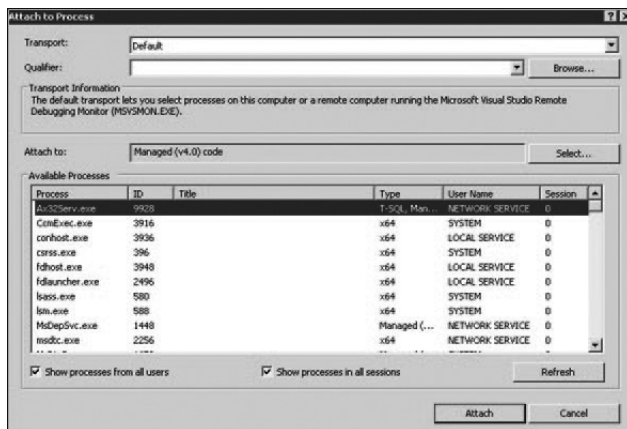 Attach to Process
Transport: Default
Qualifier: Browse...
Transport Information
The default transport lets you select processes on this computer or a remote computer running the Microsoft Visual Studio Remote
Debugging Monitor (MSVSMON.EXE).
Attach to: Managed (v4.0) code Select...
Available Processes
Process ID Title Type User Name Session
Ax32Serv.exe 9928 T-SQL, Man... NETWORK SERVICE 0
CcmExec.exe 3916 x64 SYSTEM 0
conhost.exe 3936 x64 LOCAL SERVICE 0
csrss.exe 396 x64 SYSTEM 0
fdhost.exe 3948 x64 LOCAL SERVICE 0
fdlauncher.exe 2496 x64 LOCAL SERVICE 0
lsass.exe 580 x64 SYSTEM 0
lsm.exe 588 x64 SYSTEM 0
MsDepSvc.exe 1448 Managed (... NETWORK SERVICE 0
msdtc.exe 2256 x64 NETWORK SERVICE 0
Show processes from all users Show processes in all sessions Refresh
Attach Cancel